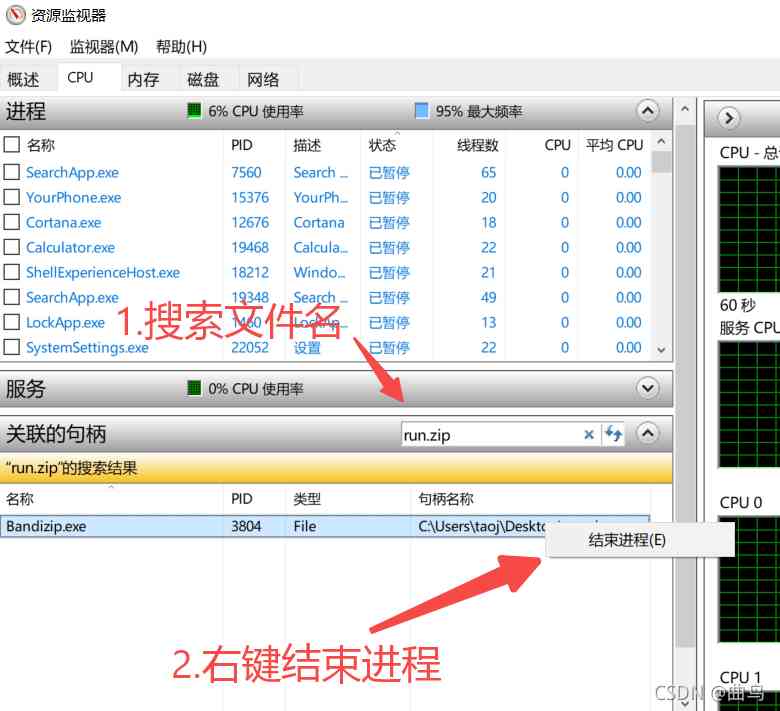 资源监视器
文件(F) 监视器(M) 帮助(H)
概述 CPU 内存 磁盘 网络
进程 6% CPU 使用率 95% 最大频率
名称 PID 描述 状态 线程数 CPU 平均 CPU
SearchApp.exe 7560 Search ... 已暂停 65 0 0.00
YourPhone.exe 15376 YourPh... 已暂停 20 0 0.00
Cortana.exe 12676 Cortana 已暂停 18 0 0.00
Calculator.exe 19468 Calcula... 已暂停 22 0 0.00
ShellExperienceHost.exe 18212 Windo... 已暂停 21 0 0.00
SearchApp.exe 19348 Search ... 已暂停 49 0 0.00
1.搜索文件名
LockApp.exe 1460 LockAp... 已暂停 13 0 0.00
SystemSettings.exe 22052 设置 已暂停 22 0 0.00
服务 0% CPU 使用率
关联的句柄 run.zip
“run.zip”的搜索结果
名称 PID 类型 句柄名称
Bandizip.exe 3804 File C:\Users\taoj\Deskto
结束进程(E)
2.右键结束进程
CPU - 总
60 秒
服务 CPU
CPU 0
CPU 1
CSDN @曲鸟